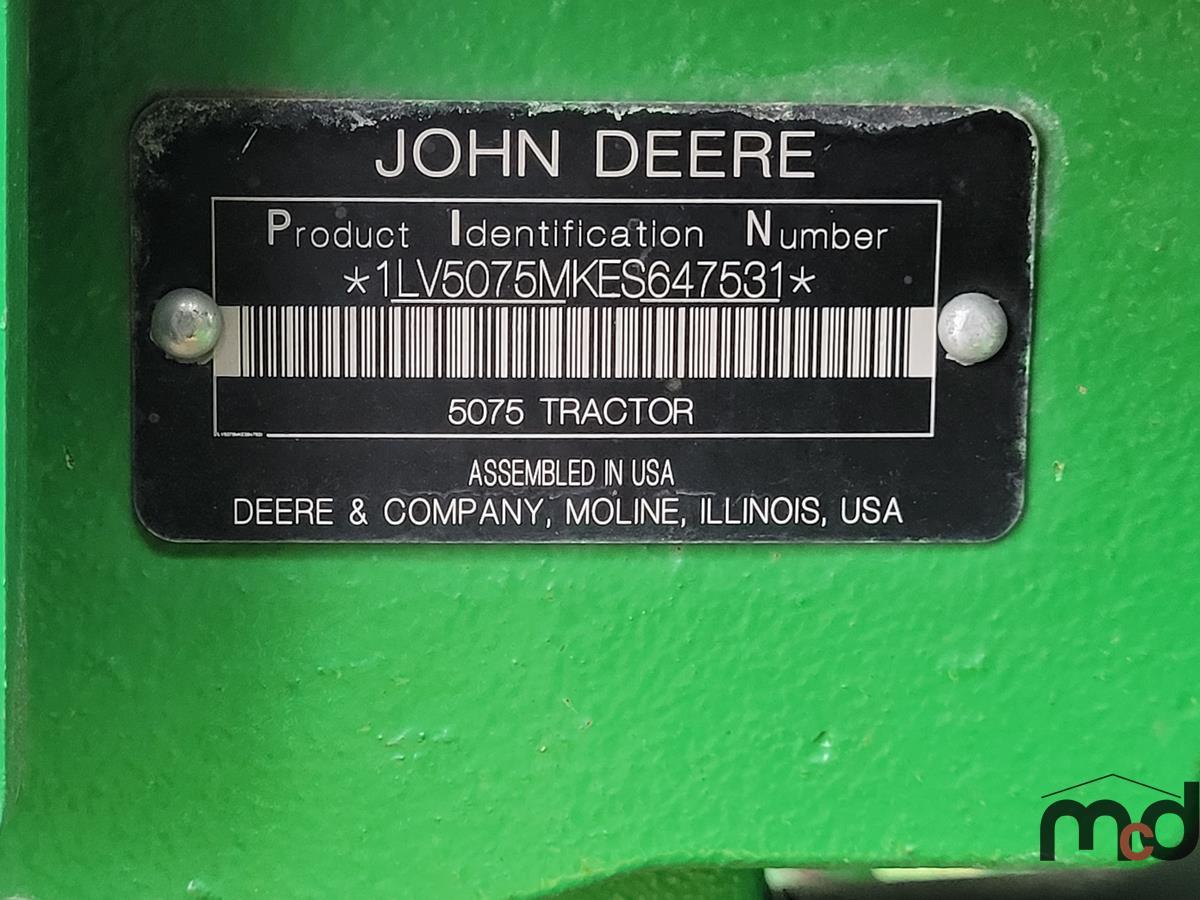 JOHN DEERE
Product Identification Number
*1LV5075MKES647531*
5075 TRACTOR
ASSEMBLED IN USA
DEERE & COMPANY, MOLINE, ILLINOIS, USA
mcd